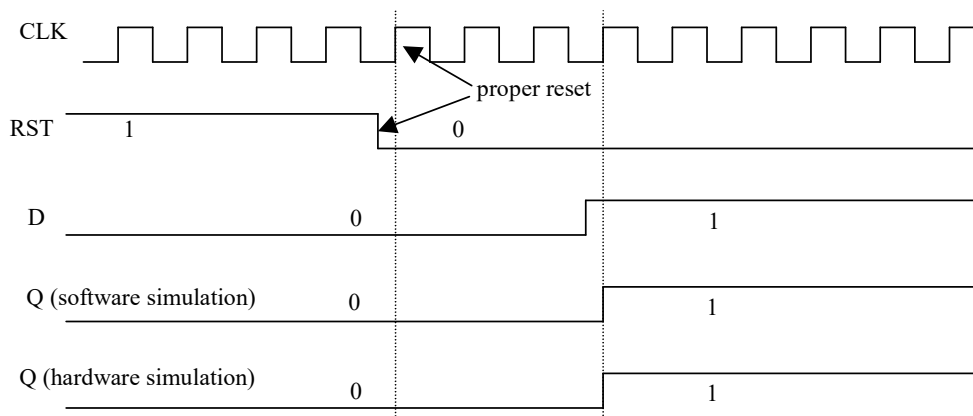 CLK
proper reset
RST
1
0
D
0
1
Q (software simulation)
0
1
Q (hardware simulation)
0
1